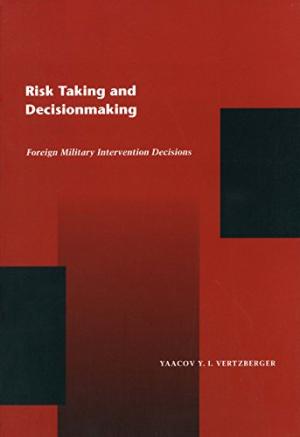 Risk Taking and
Decisionmaking
Foreign Military Intervention Decisions
YAACOV Y. I. VERTZBERGER